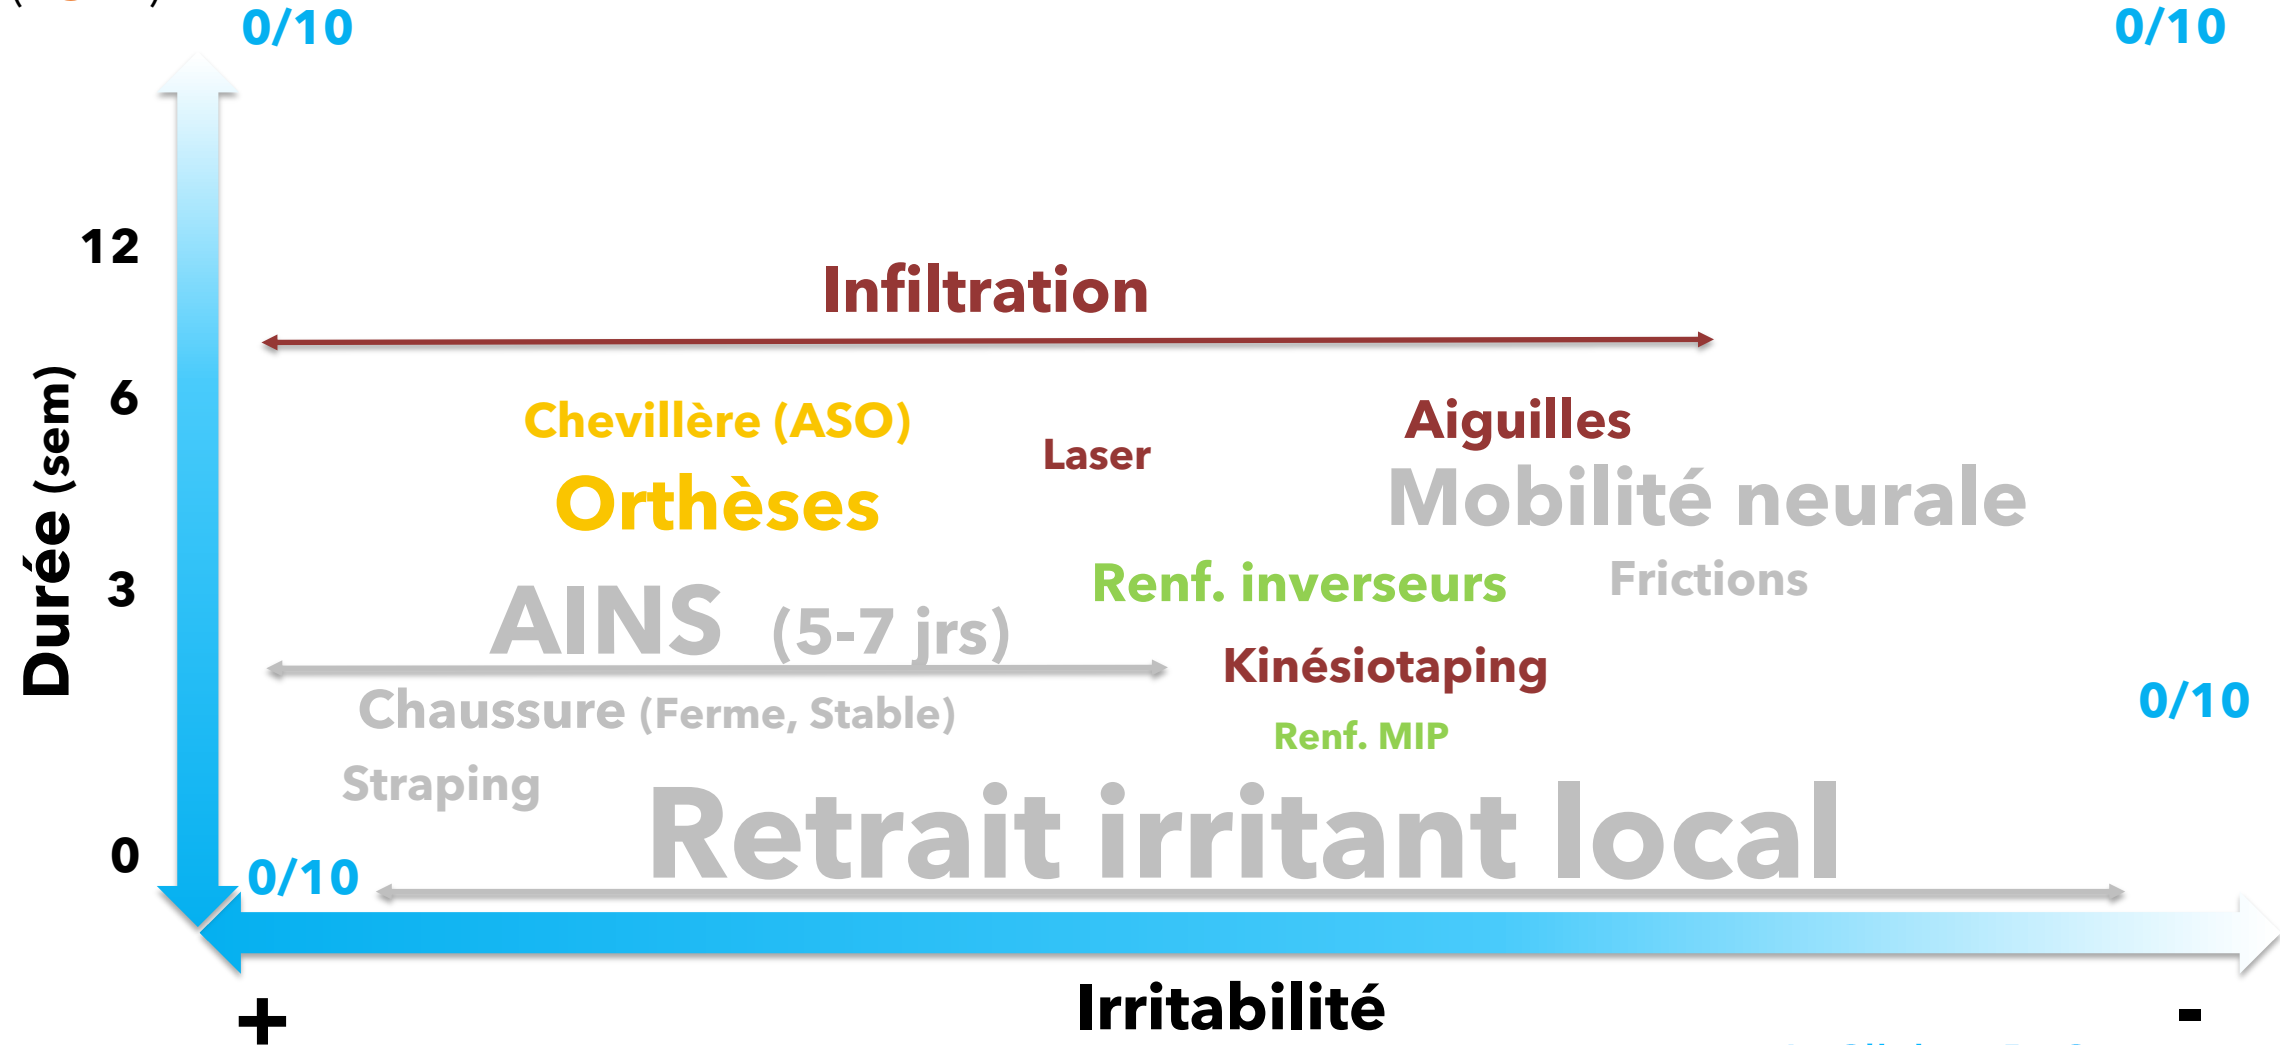 0/10
0/10
12
Infiltration
6
Chevillère (ASO)
Aiguilles
Laser
Orthèses
Mobilité neurale
Durée (sem)
3
Renf. inverseurs
Frictions
AINS (5-7 jrs)
Kinésiotaping
Chaussure (Ferme, Stable)
0/10
Renf. MIP
Straping
Retrait irritant local
0
0/10
+
Irritabilité
-